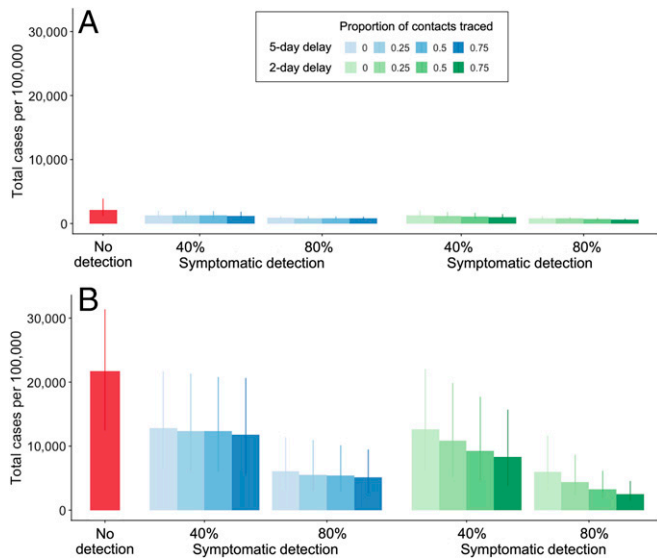 A
Proportion of contacts traced
5-day delay 0 0.25 0.5 0.75
2-day delay 0 0.25 0.5 0.75
Total cases per 100,000
30,000
20,000
10,000
0
No detection
40% 80%
Symptomatic detection
40% 80%
Symptomatic detection
B
Total cases per 100,000
30,000
20,000
10,000
0
No detection
40% 80%
Symptomatic detection
40% 80%
Symptomatic detection